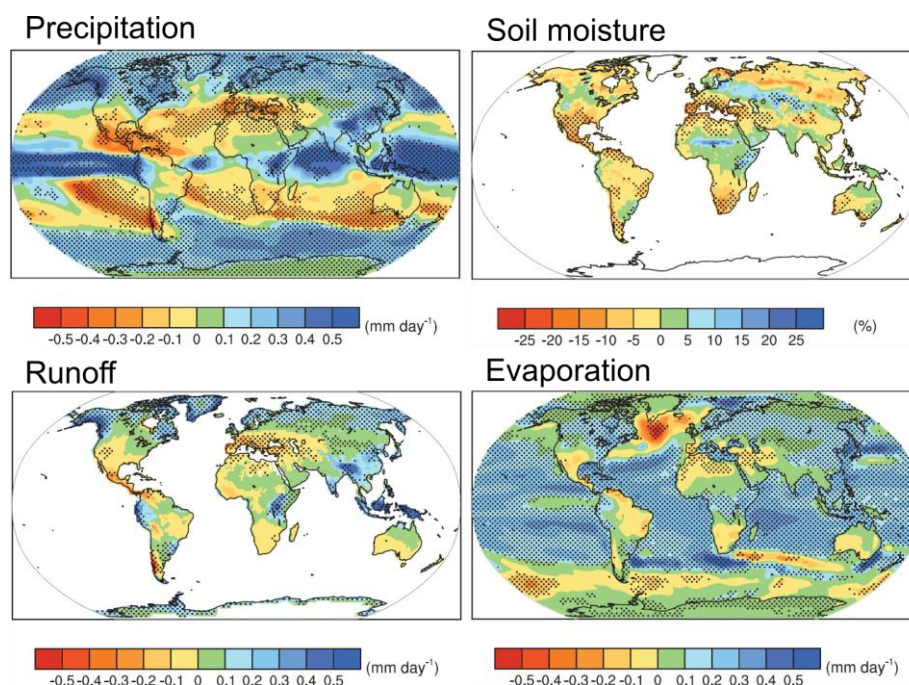 Precipitation
Soil moisture
-0.5 -0.4 -0.3 -0.2 -0.1 0 0.1 0.2 0.3 0.4 0.5 (mm day⁻¹)
-25 -20 -15 -10 -5 0 5 10 15 20 25 (%)
Runoff
Evaporation
-0.5 -0.4 -0.3 -0.2 -0.1 0 0.1 0.2 0.3 0.4 0.5 (mm day⁻¹)
-0.5 -0.4 -0.3 -0.2 -0.1 0 0.1 0.2 0.3 0.4 0.5 (mm day⁻¹)